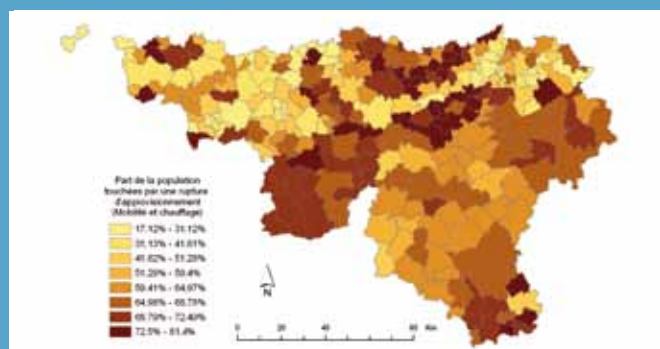 Part de la population
touchées par une rupture
d'approvisionnement
(Mobilité et chauffage)
17.12% - 31.12%
31.13% - 41.61%
41.62% - 51.28%
51.29% - 59.4%
59.41% - 64.97%
64.98% - 69.78%
69.79% - 72.49%
72.5% - 81.4%
N
0 20 40 80 Km